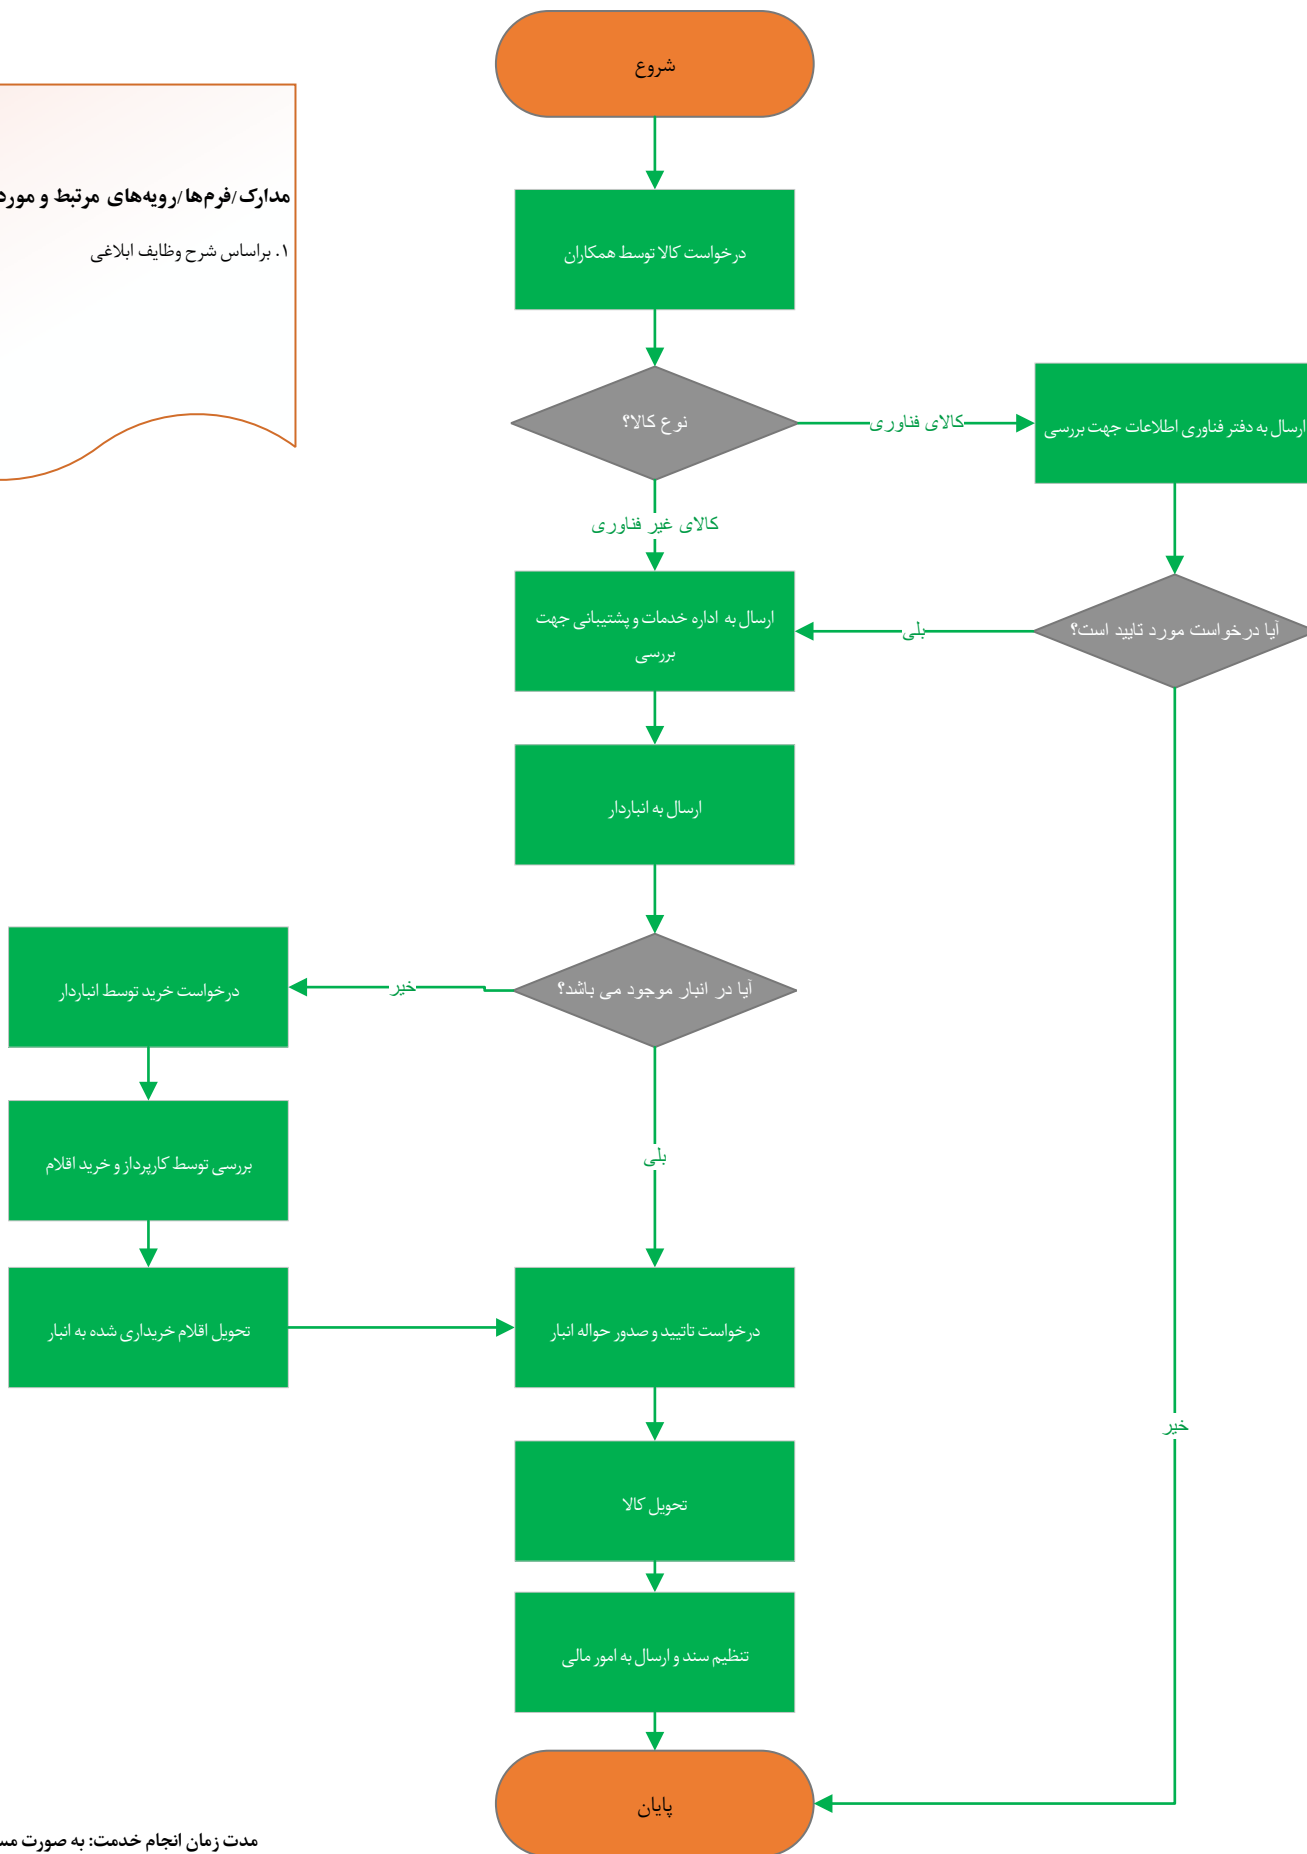 شروع
مدارک/فرم‌ها/رویه‌های مرتبط و مورد
۱. براساس شرح وظایف ابلاغی
درخواست کالا توسط همکاران
نوع کالا؟
کالای فناوری
ارسال به دفتر فناوری اطلاعات جهت بررسی
کالای غیر فناوری
ارسال به اداره خدمات و پشتیبانی جهت
بررسی
بلی
آیا درخواست مورد تایید است؟
ارسال به انباردار
آیا در انبار موجود می باشد؟
خیر
درخواست خرید توسط انباردار
بررسی توسط کارپرداز و خرید اقلام
بلی
تحویل اقلام خریداری شده به انبار
درخواست تاتیید و صدور حواله انبار
خیر
تحویل کالا
تنظیم سند و ارسال به امور مالی
پایان
مدت زمان انجام خدمت: به صورت